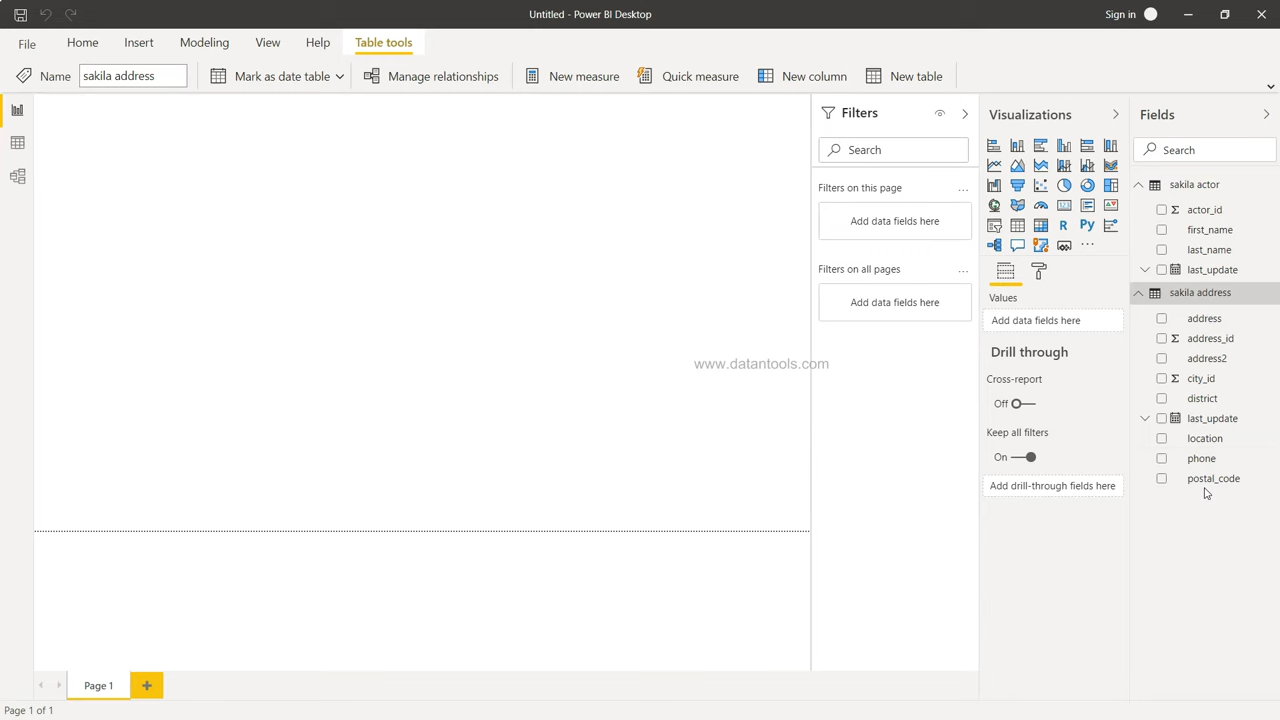 Untitled - Power BI Desktop
Sign in
File
Home
Insert
Modeling
View
Help
Table tools
Name
sakila address
Mark as date table
Manage relationships
New measure
Quick measure
New column
New table
Filters
Search
Filters on this page
...
Add data fields here
Filters on all pages
...
Add data fields here
Visualizations
R
Py
...
Values
Add data fields here
Drill through
Cross-report
Off
Keep all filters
On
Add drill-through fields here
Fields
Search
sakila actor
Σ actor_id
first_name
last_name
last_update
sakila address
address
Σ address_id
address2
Σ city_id
district
last_update
location
phone
postal_code
www.datantools.com
Page 1
Page 1 of 1